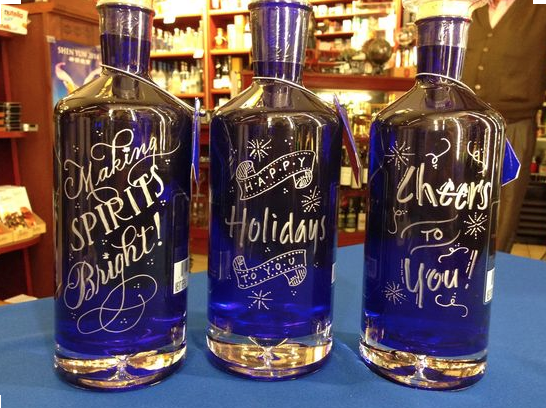 SHEN YUN
Making
SPIRITS
Bright!
HAPPY
Holidays
TO YOU
Cheers
TO
You!